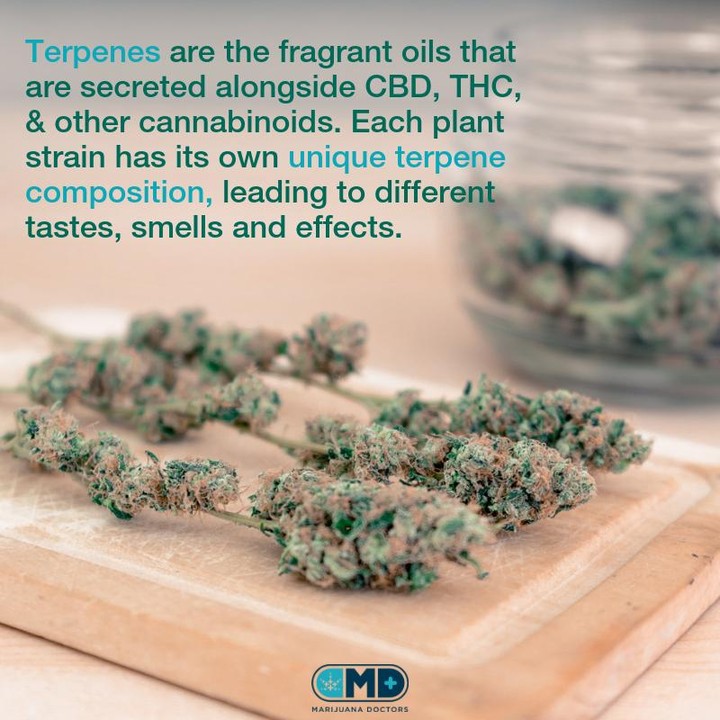 Terpenes are the fragrant oils that
are secreted alongside CBD, THC,
& other cannabinoids. Each plant
strain has its own unique terpene
composition, leading to different
tastes, smells and effects.
MD
MARIJUANA DOCTORS